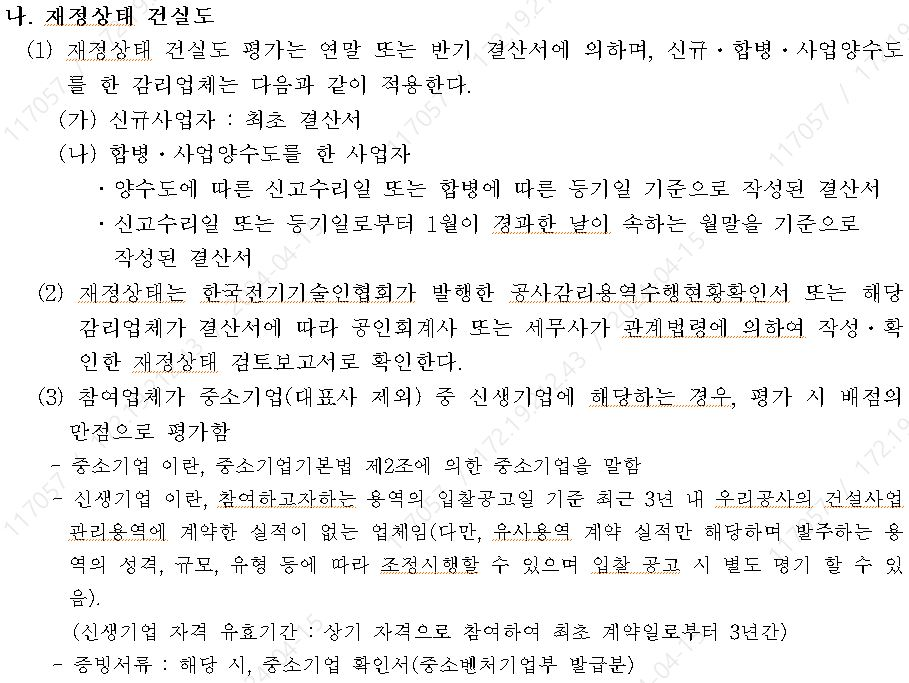 나. 재정상태 건실도
(1) 재정상태 건실도 평가는 연말 또는 반기 결산서에 의하며, 신규·합병·사업양수도
를 한 감리업체는 다음과 같이 적용한다.
(가) 신규사업자 : 최초 결산서
(나) 합병·사업양수도를 한 사업자
· 양수도에 따른 신고수리일 또는 합병에 따른 등기일 기준으로 작성된 결산서
· 신고수리일 또는 등기일로부터 1월이 경과한 날이 속하는 월말을 기준으로
작성된 결산서
(2) 재정상태는 한국전기기술인협회가 발행한 공사감리용역수행현황확인서 또는 해당
감리업체가 결산서에 따라 공인회계사 또는 세무사가 관계법령에 의하여 작성·확
인한 재정상태 검토보고서로 확인한다.
(3) 참여업체가 중소기업(대표사 제외) 중 신생기업에 해당하는 경우, 평가 시 배점의
만점으로 평가함
- 중소기업 이란, 중소기업기본법 제2조에 의한 중소기업을 말함
- 신생기업 이란, 참여하고자하는 용역의 입찰공고일 기준 최근 3년 내 우리공사의 건설사업
관리용역에 계약한 실적이 없는 업체임(다만, 유사용역 계약 실적만 해당하며 발주하는 용
역의 성격, 규모, 유형 등에 따라 조정시행할 수 있으며 입찰 공고 시 별도 명기 할 수 있
음).
(신생기업 자격 유효기간 : 상기 자격으로 참여하여 최초 계약일로부터 3년간)
- 증빙서류 : 해당 시, 중소기업 확인서(중소벤처기업부 발급분)